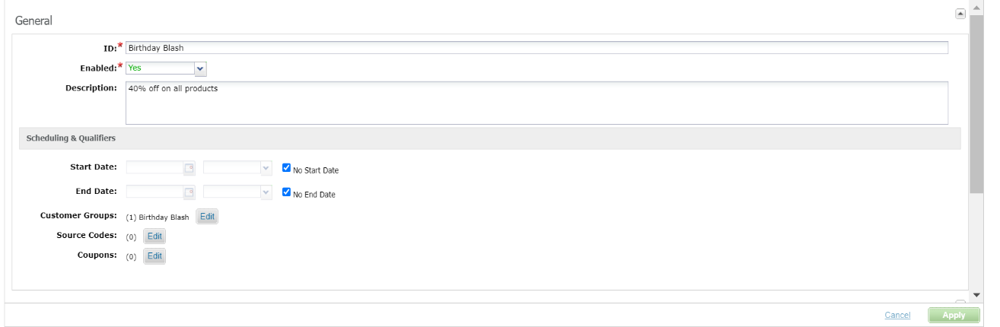 General
ID:* Birthday Blash
Enabled:* Yes
Description: 40% off on all products
Scheduling & Qualifiers
Start Date: No Start Date
End Date: No End Date
Customer Groups: (1) Birthday Blash Edit
Source Codes: (0) Edit
Coupons: (0) Edit
Cancel Apply